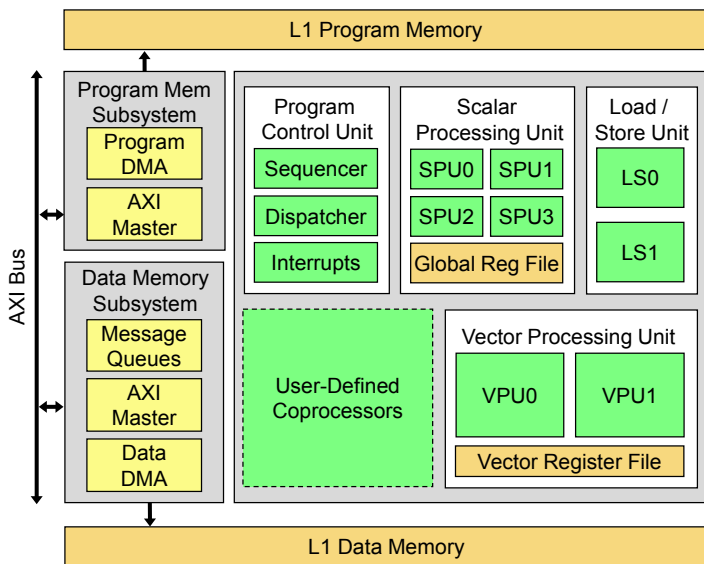 L1 Program Memory
AXI Bus
Program Mem
Subsystem
Program
DMA
AXI
Master
Data Memory
Subsystem
Message
Queues
AXI
Master
Data
DMA
Program
Control Unit
Sequencer
Dispatcher
Interrupts
Scalar
Processing Unit
SPU0
SPU1
SPU2
SPU3
Global Reg File
Load /
Store Unit
LS0
LS1
User-Defined
Coprocessors
Vector Processing Unit
VPU0
VPU1
Vector Register File
L1 Data Memory